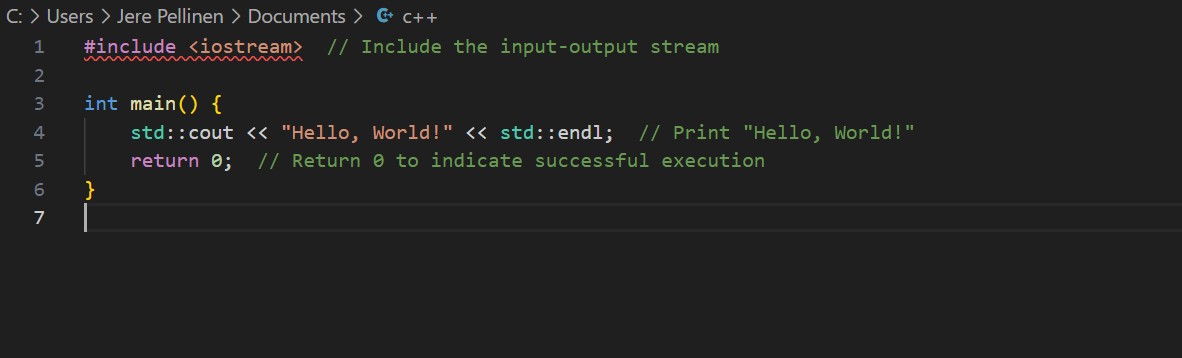 C: > Users > Jere Pellinen > Documents > c++
1 #include <iostream>  // Include the input-output stream
2
3 int main() {
4     std::cout << "Hello, World!" << std::endl;  // Print "Hello, World!"
5     return 0;  // Return 0 to indicate successful execution
6 }
7